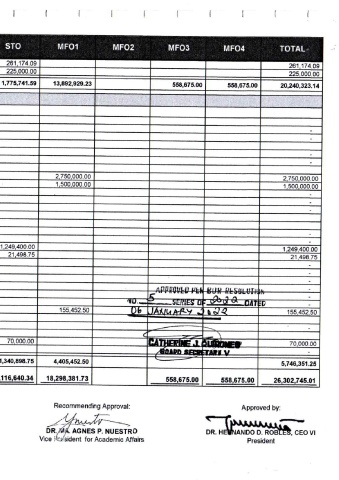 STO MFO1 MFO2 MFO3 MFO4 TOTAL
261,174.09 261,174.09
225,000.00 225,000.00
1,775,741.59 13,892,929.23 558,675.00 558,675.00 20,240,323.14
2,750,000.00 2,750,000.00
1,500,000.00 1,500,000.00
1,249,400.00 1,249,400.00
21,498.75 21,498.75
APPROVED PER BOR RESOLUTION
NO. 5 SERIES OF 2022 DATED
06 JANUARY 2022
155,452.50 155,452.50
70,000.00 CATHERINE J. QUIRONES 70,000.00
BOARD SECRETARY V
1,340,898.75 4,405,452.50 5,746,351.25
,116,640.34 18,298,381.73 558,675.00 558,675.00 26,302,745.01
Recommending Approval: Approved by:
DR. MA. AGNES P. NUESTRO DR. HERNANDO D. ROBLES, CEO VI
Vice President for Academic Affairs President